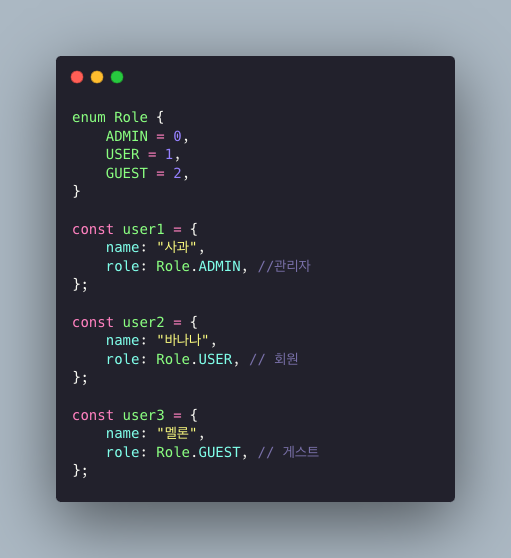 enum Role {
    ADMIN = 0,
    USER = 1,
    GUEST = 2,
}

const user1 = {
    name: "사과",
    role: Role.ADMIN, //관리자
};

const user2 = {
    name: "바나나",
    role: Role.USER, // 회원
};

const user3 = {
    name: "멜론",
    role: Role.GUEST, // 게스트
};